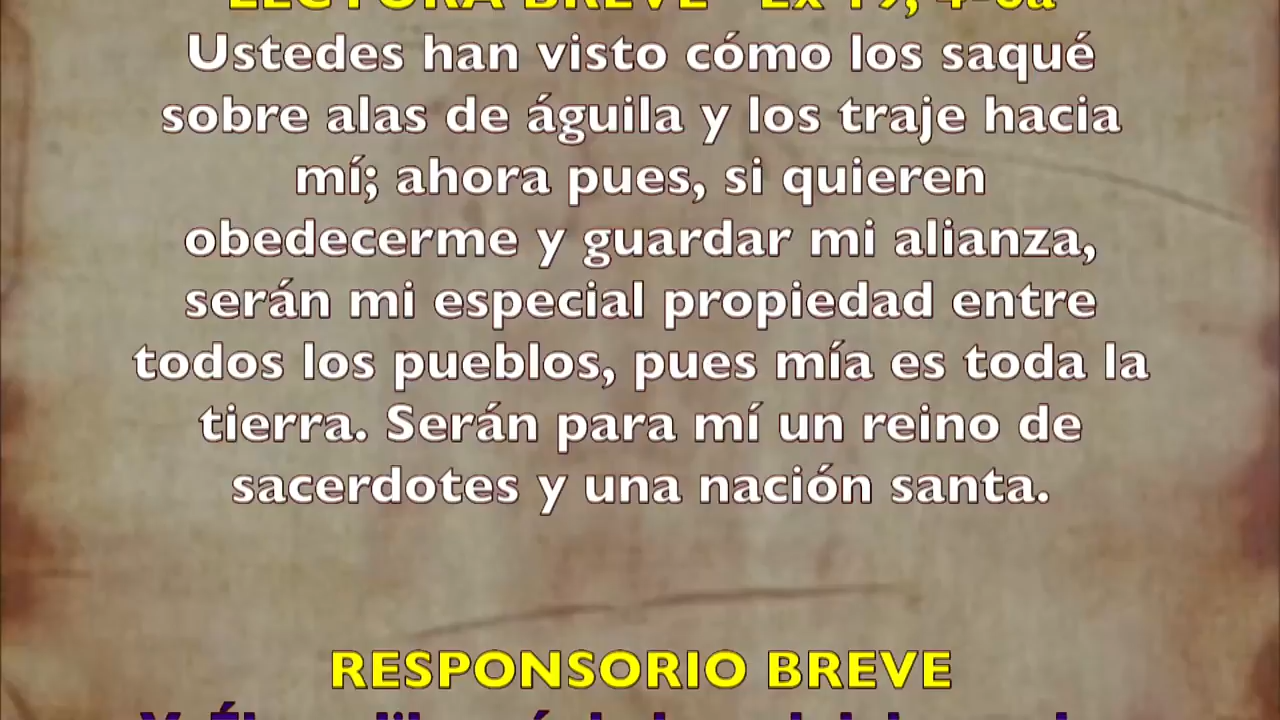 LECTURA BREVE Ex 19, 4-6a
Ustedes han visto cómo los saqué
sobre alas de águila y los traje hacia
mí; ahora pues, si quieren
obedecerme y guardar mi alianza,
serán mi especial propiedad entre
todos los pueblos, pues mía es toda la
tierra. Serán para mí un reino de
sacerdotes y una nación santa.
RESPONSORIO BREVE